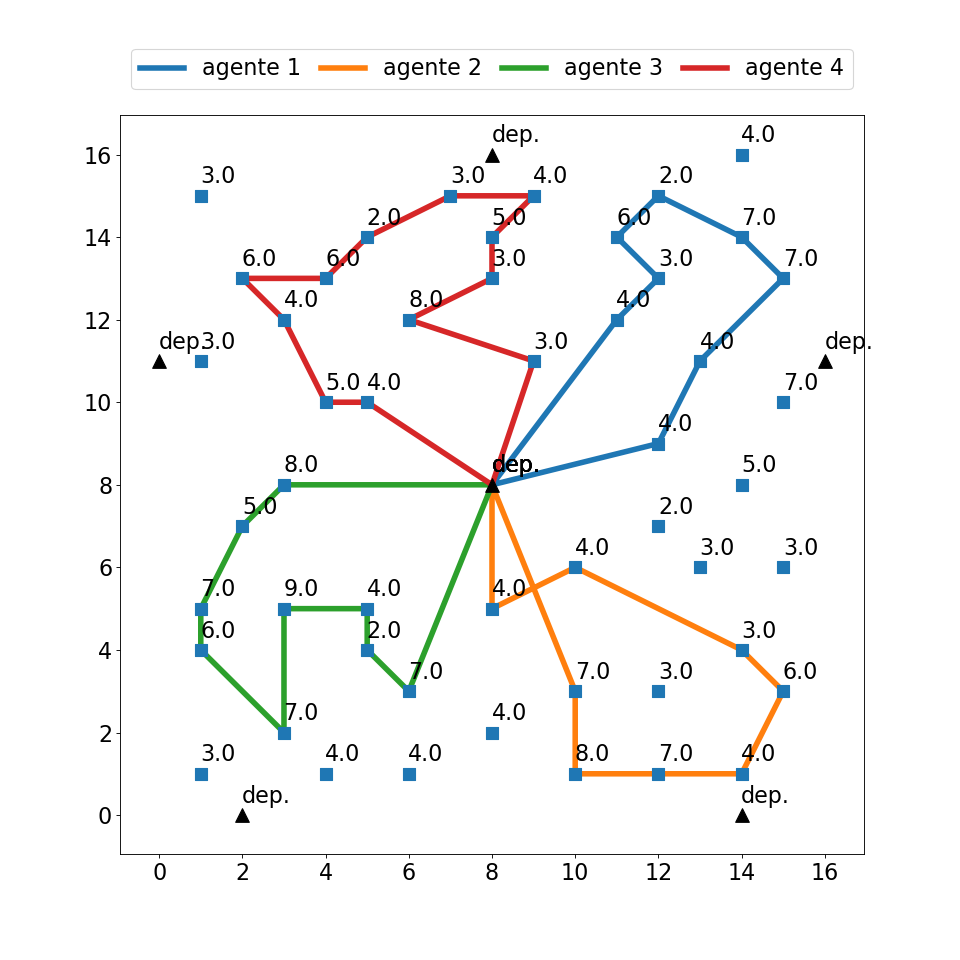 agente 1 agente 2 agente 3 agente 4
dep. 4.0
16
3.0 3.0 4.0 2.0
2.0 5.0 6.0 7.0
14
6.0 6.0 3.0 3.0 7.0
4.0 8.0 4.0
12
dep. 3.0 3.0 4.0 dep.
5.0 4.0 7.0
10
4.0
8.0 dep. 5.0
8
5.0 2.0
4.0 3.0 3.0
6
7.0 9.0 4.0 4.0
6.0 2.0 3.0
4
7.0 7.0 3.0 6.0
7.0 4.0
2
3.0 4.0 4.0 8.0 7.0 4.0
dep. dep.
0
0 2 4 6 8 10 12 14 16